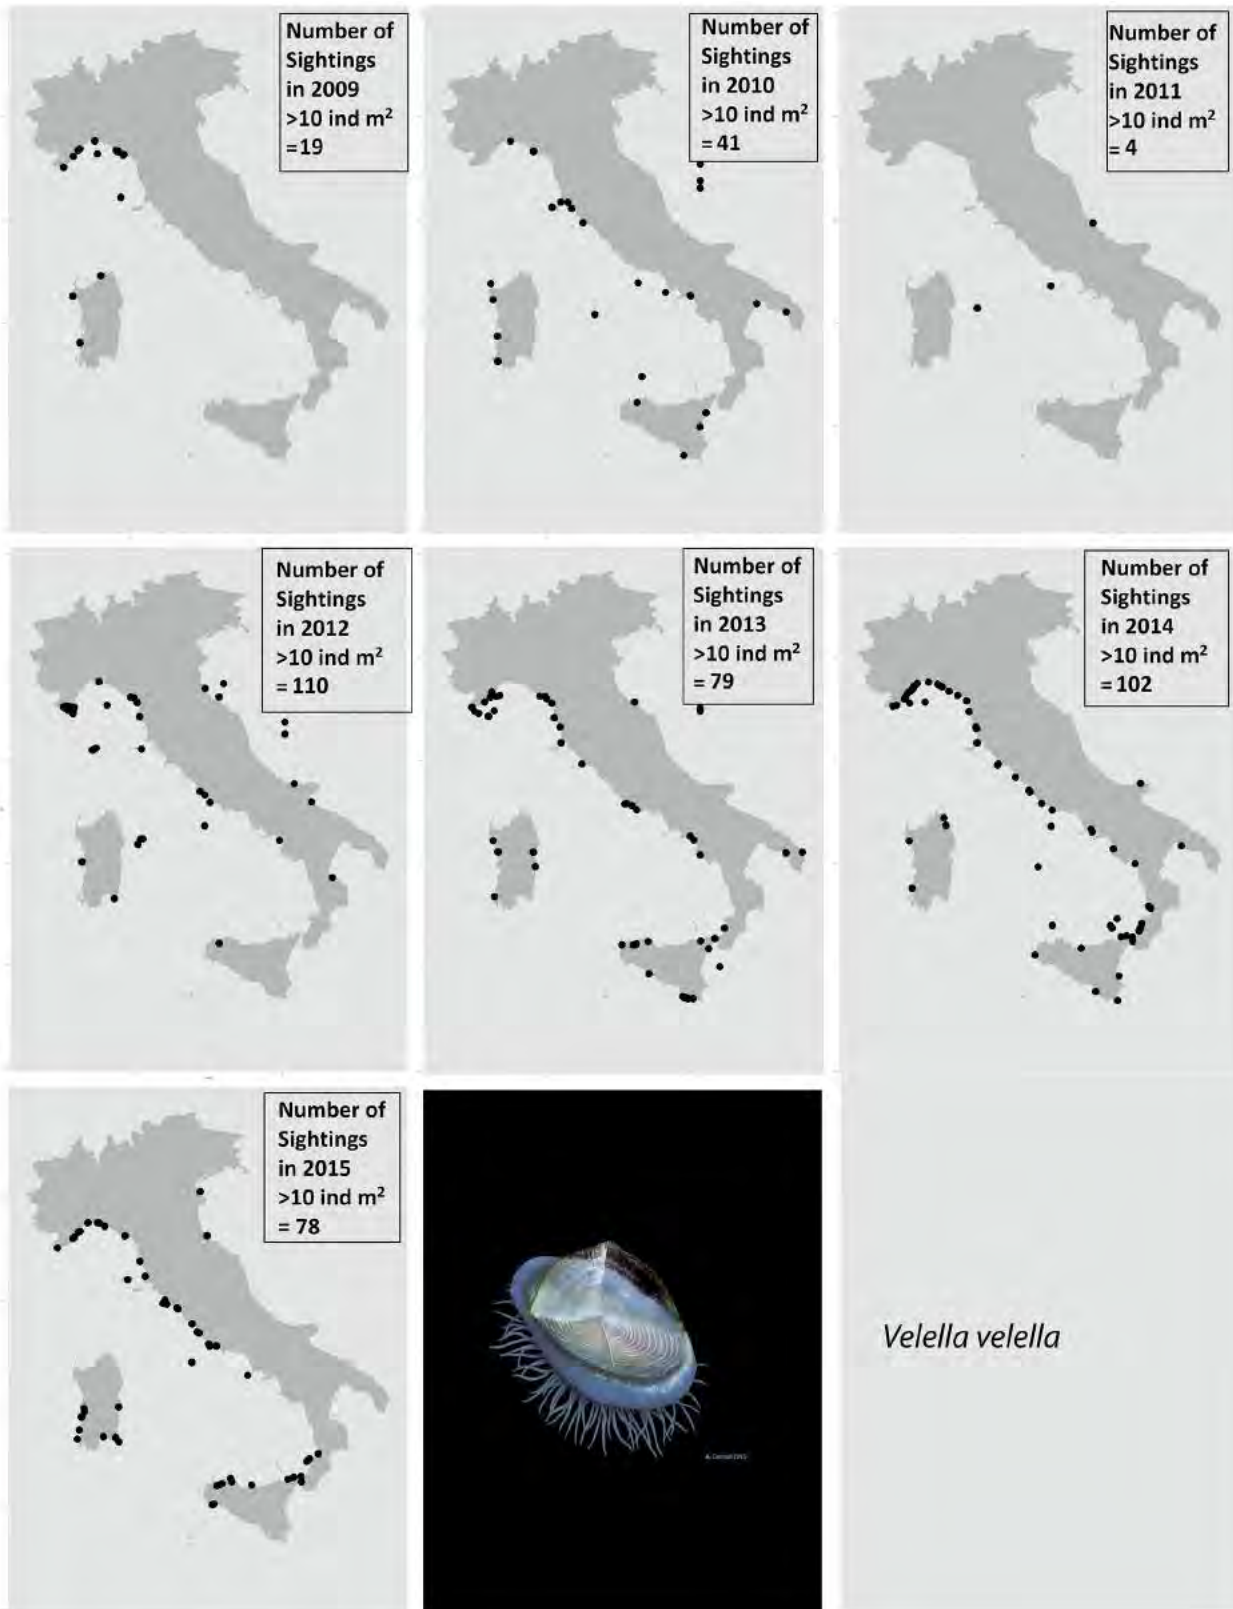 Number of
Sightings
in 2009
>10 ind m²
=19
Number of
Sightings
in 2010
>10 ind m²
= 41
Number of
Sightings
in 2011
>10 ind m²
= 4
Number of
Sightings
in 2012
>10 ind m²
= 110
Number of
Sightings
in 2013
>10 ind m²
= 79
Number of
Sightings
in 2014
>10 ind m²
= 102
Number of
Sightings
in 2015
>10 ind m²
= 78
Velella velella